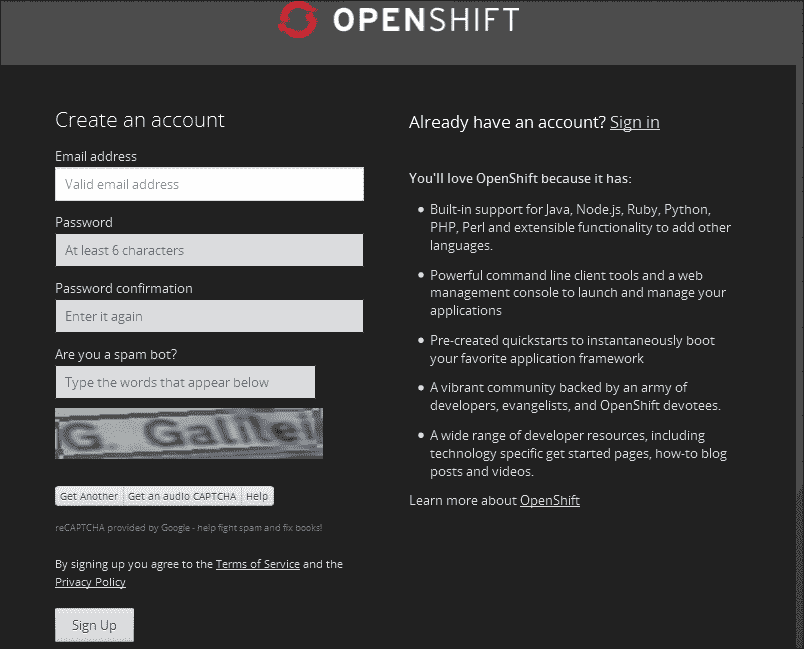 OPENSHIFT
Create an account
Email address
Valid email address
Password
At least 6 characters
Password confirmation
Enter it again
Are you a spam bot?
Type the words that appear below
G. Galilei
Get Another Get an audio CAPTCHA Help
reCAPTCHA provided by Google - help fight spam and fix books!
By signing up you agree to the Terms of Service and the
Privacy Policy
Sign Up
Already have an account? Sign in
You'll love OpenShift because it has:
Built-in support for Java, Node.js, Ruby, Python,
PHP, Perl and extensible functionality to add other
languages.
Powerful command line client tools and a web
management console to launch and manage your
applications
Pre-created quickstarts to instantaneously boot
your favorite application framework
A vibrant community backed by an army of
developers, evangelists, and OpenShift devotees.
A wide range of developer resources, including
technology specific get started pages, how-to blog
posts and videos.
Learn more about OpenShift